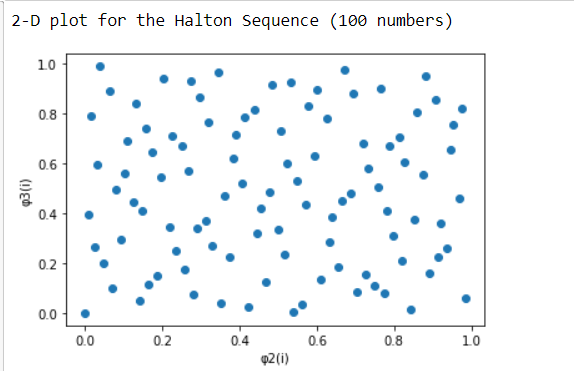 2-D plot for the Halton Sequence (100 numbers)
1.0
0.8
0.6
0.4
0.2
0.0
φ3(i)
0.0 0.2 0.4 0.6 0.8 1.0
φ2(i)